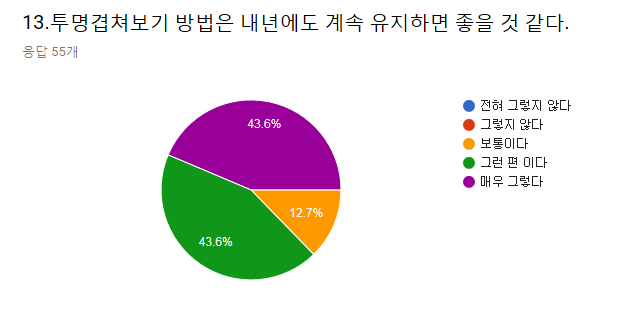 13.투명겹쳐보기 방법은 내년에도 계속 유지하면 좋을 것 같다.
응답 55개
43.6%
12.7%
43.6%
전혀 그렇지 않다
그렇지 않다
보통이다
그런 편 이다
매우 그렇다